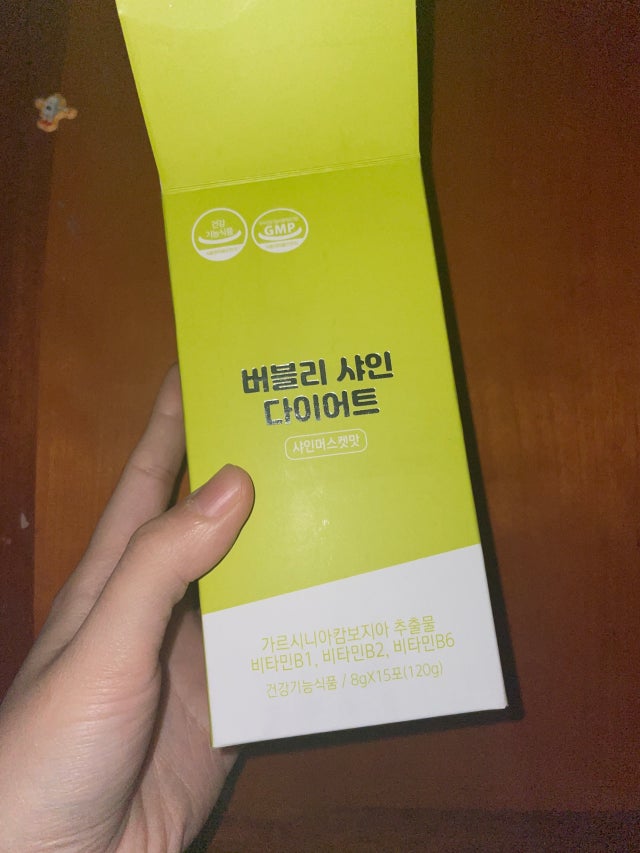 건강
기능식품
GMP
버블리 샤인
다이어트
샤인머스켓맛
가르시니아캄보지아 추출물
비타민B1, 비타민B2, 비타민B6
건강기능식품 / 8gX15포(120g)